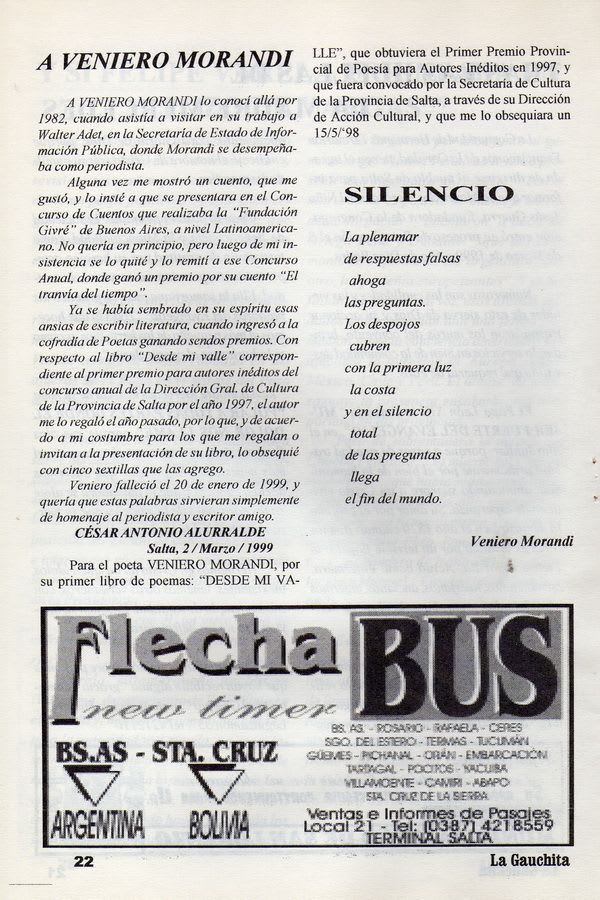 A VENIERO MORANDI
A VENIERO MORANDI lo conocí allá por
1982, cuando asistía a visitar en su trabajo a
Walter Adet, en la Secretaría de Estado de Infor-
mación Pública, donde Morandi se desempeña-
ba como periodista.
Alguna vez me mostró un cuento, que me
gustó, y lo insté a que se presentara en el Con-
curso de Cuentos que realizaba la "Fundación
Givré" de Buenos Aires, a nivel Latinoamerica-
no. No quería en principio, pero luego de mi in-
sistencia se lo quité y lo remití a ese Concurso
Anual, donde ganó un premio por su cuento "El
tranvía del tiempo".
Ya se había sembrado en su espíritu esas
ansias de escribir literatura, cuando ingresó a la
cofradía de Poetas ganando sendos premios. Con
respecto al libro "Desde mi valle" correspon-
diente al primer premio para autores inéditos del
concurso anual de la Dirección Gral. de Cultura
de la Provincia de Salta por el año 1997, el autor
me lo regaló el año pasado, por lo que, y de acuer-
do a mi costumbre para los que me regalan o
invitan a la presentación de su libro, lo obsequié
con cinco sextillas que las agrego.
Veniero falleció el 20 de enero de 1999, y
quería que estas palabras sirvieran simplemente
de homenaje al periodista y escritor amigo.
CÉSAR ANTONIO ALURRALDE
Salta, 2 / Marzo / 1999
Para el poeta VENIERO MORANDI, por
su primer libro de poemas: "DESDE MI VA-
LLE", que obtuviera el Primer Premio Provin-
cial de Poesía para Autores Inéditos en 1997, y
que fuera convocado por la Secretaría de Cultura
de la Provincia de Salta, a través de su Dirección
de Acción Cultural, y que me lo obsequiara un
15/5/'98
SILENCIO
La plenamar
de respuestas falsas
ahoga
las preguntas.
Los despojos
cubren
con la primera luz
la costa
y en el silencio
total
de las preguntas
llega
el fin del mundo.
Veniero Morandi
Flecha BUS
new timer
BS.AS - STA. CRUZ
ARGENTINA BOLIVIA
BS. AS. - ROSARIO - RAFAELA - CERES
SGO. DEL ESTERO - TERMAS - TUCUMÁN
GÜEMES - PICHANAL - ORÁN - EMBARCACIÓN
TARTAGAL - POCITOS - YACUIBA
VILLAMONTE - CAMIRI - ABAPO
STA. CRUZ DE LA SIERRA
Ventas e Informes de Pasajes
Local 21 - Tel: (0387) 4218559
TERMINAL SALTA
22
La Gauchita